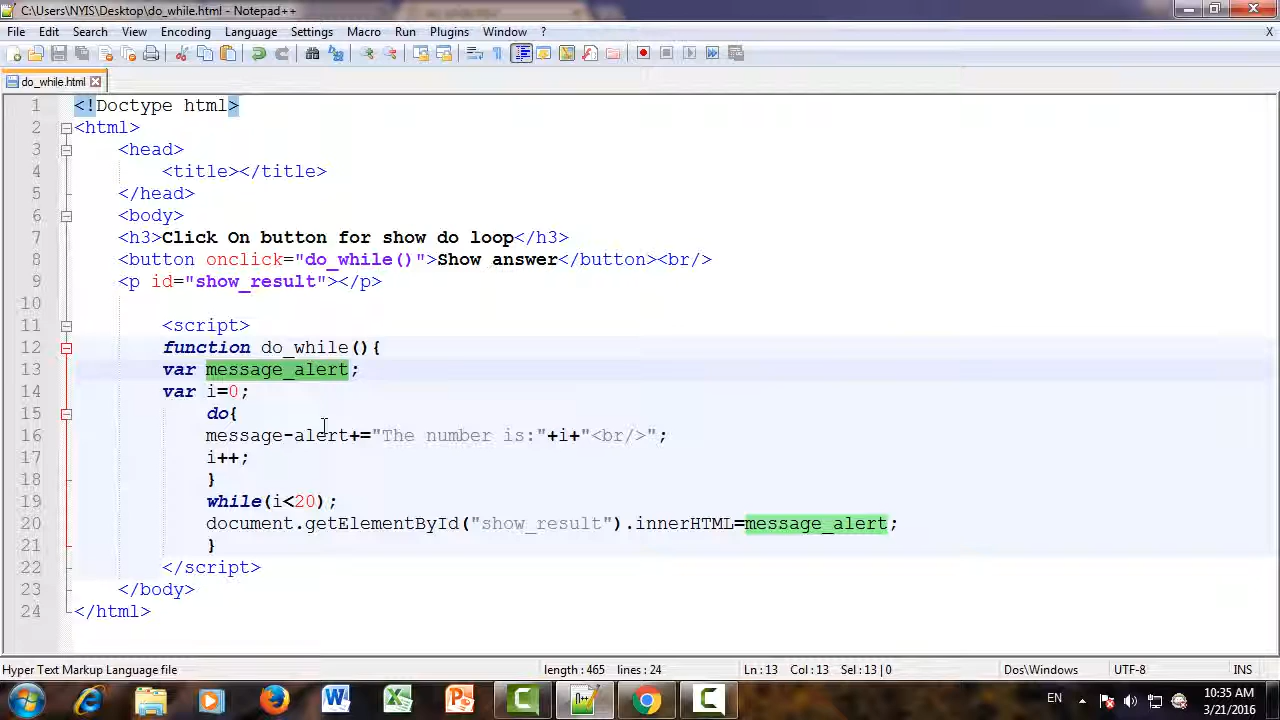 C:\Users\NYIS\Desktop\do_while.html - Notepad++
File Edit Search View Encoding Language Settings Macro Run Plugins Window ? X
do_while.html
1 <!Doctype html>
2 <html>
3 <head>
4 <title></title>
5 </head>
6 <body>
7 <h3>Click On button for show do loop</h3>
8 <button onclick="do_while()">Show answer</button><br/>
9 <p id="show_result"></p>
10
11 <script>
12 function do_while(){
13 var message_alert;
14 var i=0;
15 do{
16 message-alert+="The number is:"+i+"<br/>";
17 i++;
18 }
19 while(i<20);
20 document.getElementById("show_result").innerHTML=message_alert;
21 }
22 </script>
23 </body>
24 </html>
Hyper Text Markup Language file length : 465 lines : 24 Ln : 13 Col : 13 Sel : 13 | 0 Dos\Windows UTF-8 INS
EN 10:35 AM
3/21/2016